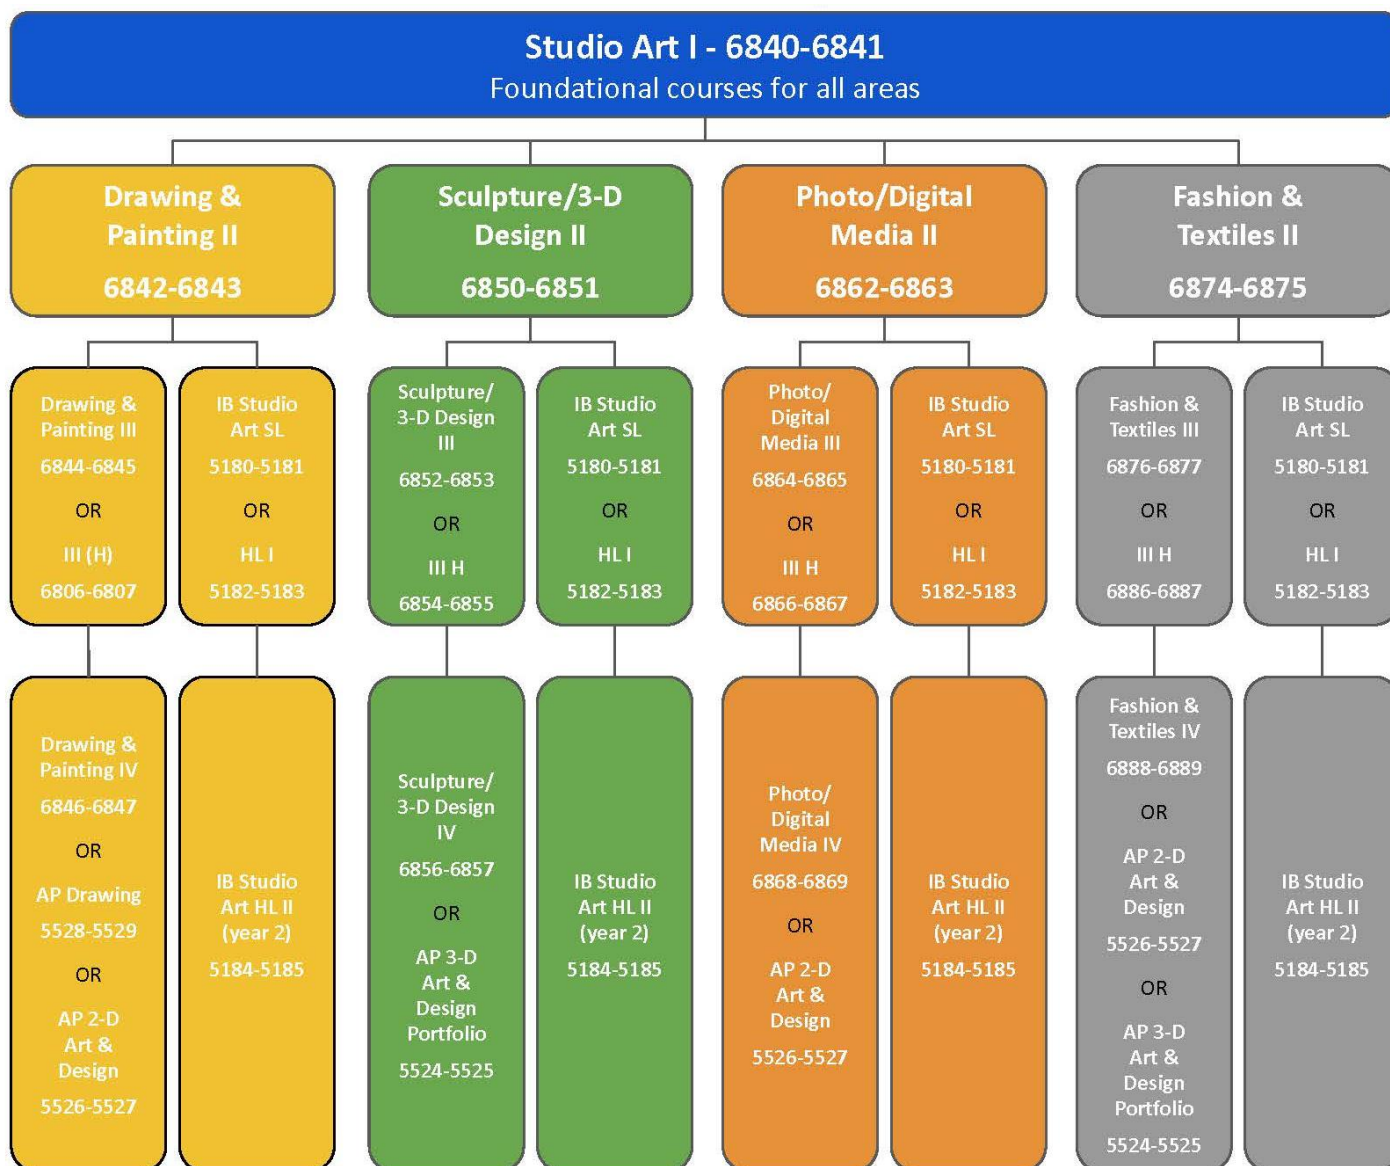 Studio Art I - 6840-6841
Foundational courses for all areas
Drawing &
Painting II
6842-6843
Sculpture/3-D
Design II
6850-6851
Photo/Digital
Media II
6862-6863
Fashion &
Textiles II
6874-6875
Drawing &
Painting III
6844-6845
OR
III (H)
6806-6807
IB Studio
Art SL
5180-5181
OR
HL I
5182-5183
Sculpture/
3-D Design
III
6852-6853
OR
III H
6854-6855
IB Studio
Art SL
5180-5181
OR
HL I
5182-5183
Photo/
Digital
Media III
6864-6865
OR
III H
6866-6867
IB Studio
Art SL
5180-5181
OR
HL I
5182-5183
Fashion &
Textiles III
6876-6877
OR
III H
6886-6887
IB Studio
Art SL
5180-5181
OR
HL I
5182-5183
Drawing &
Painting IV
6846-6847
OR
AP Drawing
5528-5529
OR
AP 2-D
Art &
Design
5526-5527
IB Studio
Art HL II
(year 2)
5184-5185
Sculpture/
3-D Design
IV
6856-6857
OR
AP 3-D
Art &
Design
Portfolio
5524-5525
IB Studio
Art HL II
(year 2)
5184-5185
Photo/
Digital
Media IV
6868-6869
OR
AP 2-D
Art &
Design
5526-5527
IB Studio
Art HL II
(year 2)
5184-5185
Fashion &
Textiles IV
6888-6889
OR
AP 2-D
Art &
Design
5526-5527
OR
AP 3-D
Art &
Design
Portfolio
5524-5525
IB Studio
Art HL II
(year 2)
5184-5185